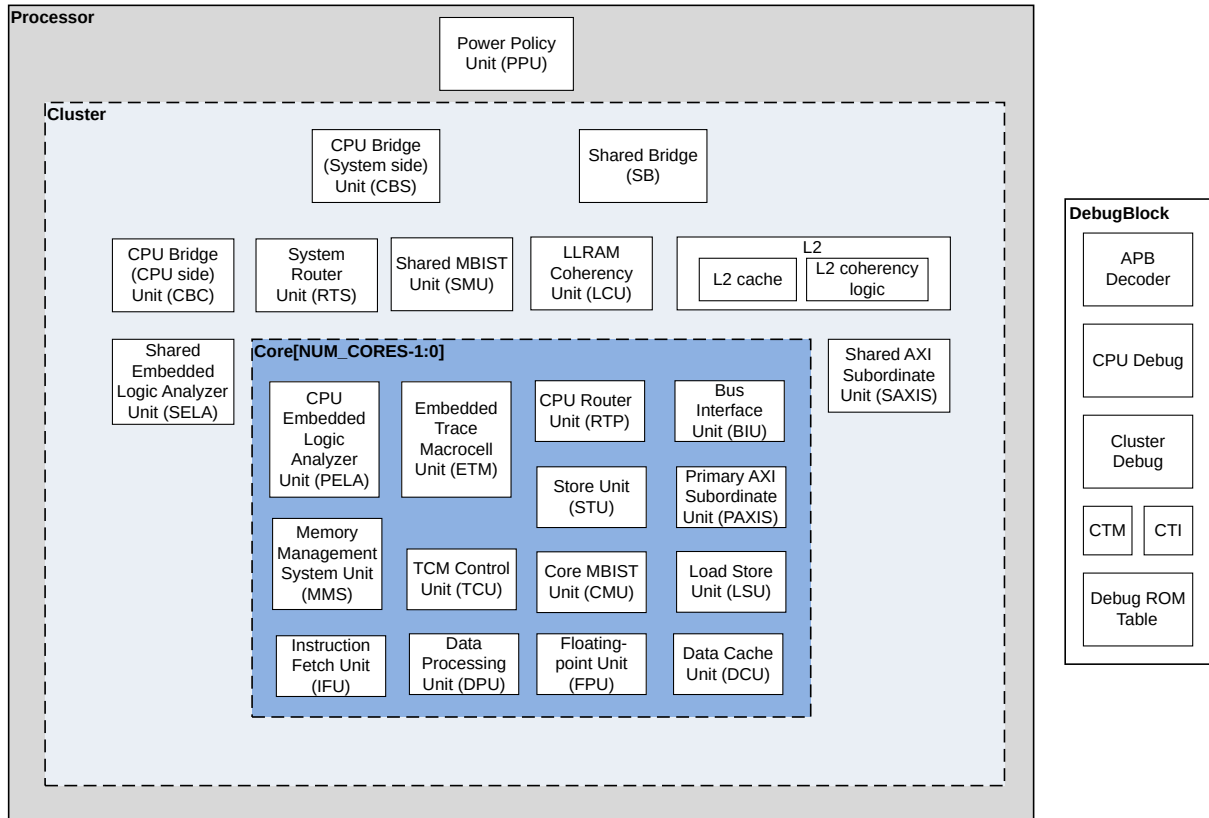 Processor
Power Policy
Unit (PPU)
Cluster
CPU Bridge
(System side)
Unit (CBS)
Shared Bridge
(SB)
CPU Bridge
(CPU side)
Unit (CBC)
System
Router
Unit (RTS)
Shared MBIST
Unit (SMU)
LLRAM
Coherency
Unit (LCU)
L2
L2 cache
L2 coherency
logic
Shared
Embedded
Logic Analyzer
Unit (SELA)
Core[NUM_CORES-1:0]
CPU
Embedded
Logic
Analyzer
Unit (PELA)
Embedded
Trace
Macrocell
Unit (ETM)
CPU Router
Unit (RTP)
Bus
Interface
Unit (BIU)
Store Unit
(STU)
Primary AXI
Subordinate
Unit (PAXIS)
Memory
Management
System Unit
(MMS)
TCM Control
Unit (TCU)
Core MBIST
Unit (CMU)
Load Store
Unit (LSU)
Instruction
Fetch Unit
(IFU)
Data
Processing
Unit (DPU)
Floating-
point Unit
(FPU)
Data Cache
Unit (DCU)
Shared AXI
Subordinate
Unit (SAXIS)
DebugBlock
APB
Decoder
CPU Debug
Cluster
Debug
CTM
CTI
Debug ROM
Table